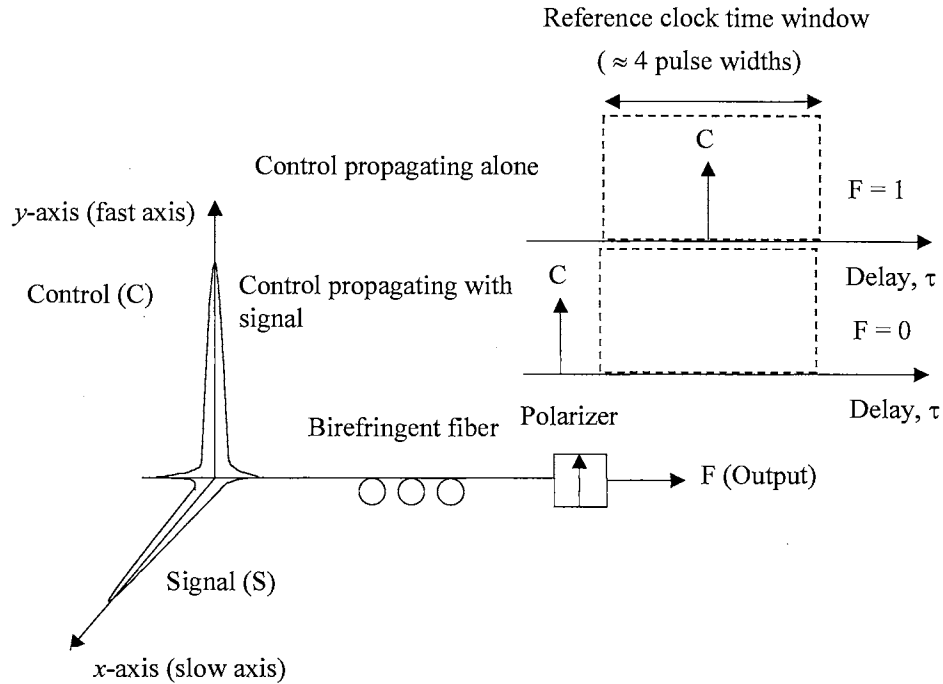 Reference clock time window
( ≈ 4 pulse widths)
C
Control propagating alone
F = 1
y-axis (fast axis)
Delay, τ
Control (C)
Control propagating with
signal
C
F = 0
Delay, τ
Birefringent fiber
Polarizer
F (Output)
Signal (S)
x-axis (slow axis)